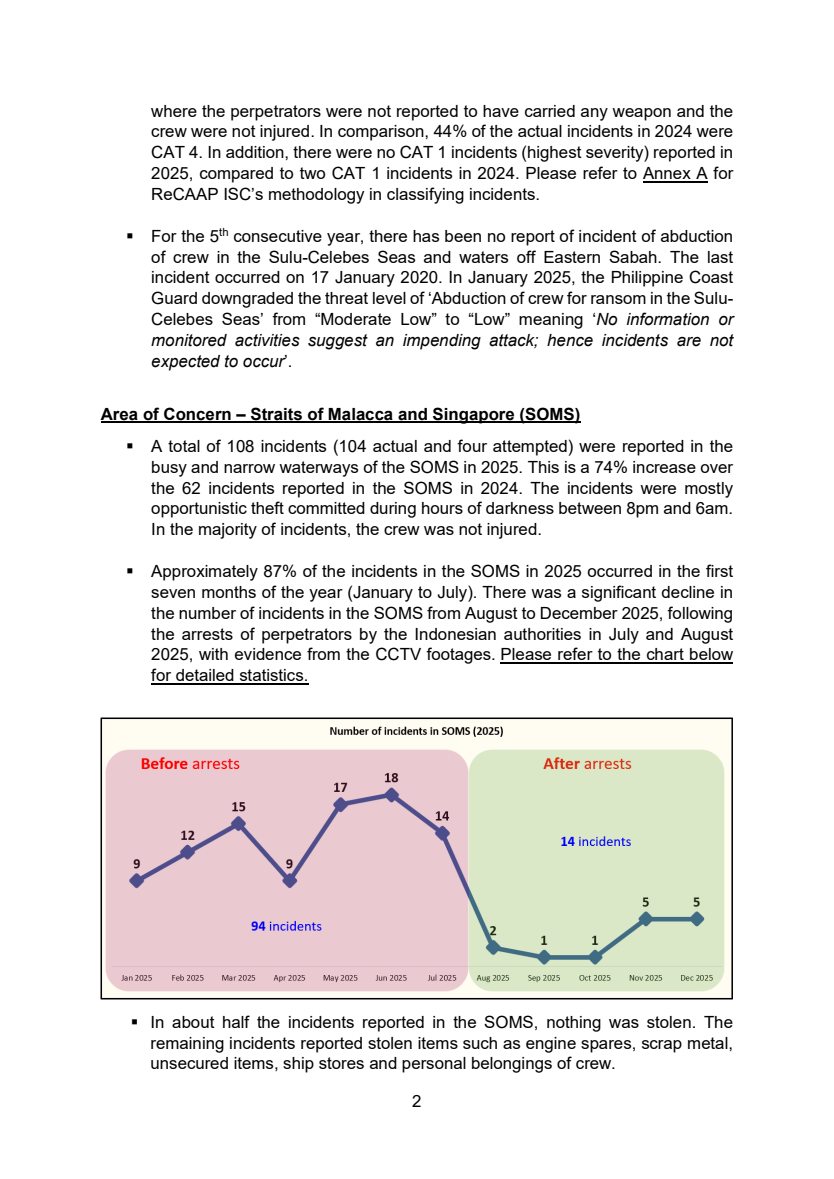 where the perpetrators were not reported to have carried any weapon and the
crew were not injured. In comparison, 44% of the actual incidents in 2024 were
CAT 4. In addition, there were no CAT 1 incidents (highest severity) reported in
2025, compared to two CAT 1 incidents in 2024. Please refer to Annex A for
ReCAAP ISC’s methodology in classifying incidents.
▪ For the 5th consecutive year, there has been no report of incident of abduction
of crew in the Sulu-Celebes Seas and waters off Eastern Sabah. The last
incident occurred on 17 January 2020. In January 2025, the Philippine Coast
Guard downgraded the threat level of ‘Abduction of crew for ransom in the Sulu-
Celebes Seas’ from “Moderate Low” to “Low” meaning ‘No information or
monitored activities suggest an impending attack; hence incidents are not
expected to occur’.
Area of Concern – Straits of Malacca and Singapore (SOMS)
▪ A total of 108 incidents (104 actual and four attempted) were reported in the
busy and narrow waterways of the SOMS in 2025. This is a 74% increase over
the 62 incidents reported in the SOMS in 2024. The incidents were mostly
opportunistic theft committed during hours of darkness between 8pm and 6am.
In the majority of incidents, the crew was not injured.
▪ Approximately 87% of the incidents in the SOMS in 2025 occurred in the first
seven months of the year (January to July). There was a significant decline in
the number of incidents in the SOMS from August to December 2025, following
the arrests of perpetrators by the Indonesian authorities in July and August
2025, with evidence from the CCTV footages. Please refer to the chart below
for detailed statistics.
Number of incidents in SOMS (2025)
Before arrests
After arrests
9
12
15
9
17
18
14
2
1
1
5
5
94 incidents
14 incidents
Jan 2025
Feb 2025
Mar 2025
Apr 2025
May 2025
Jun 2025
Jul 2025
Aug 2025
Sep 2025
Oct 2025
Nov 2025
Dec 2025
▪ In about half the incidents reported in the SOMS, nothing was stolen. The
remaining incidents reported stolen items such as engine spares, scrap metal,
unsecured items, ship stores and personal belongings of crew.
2